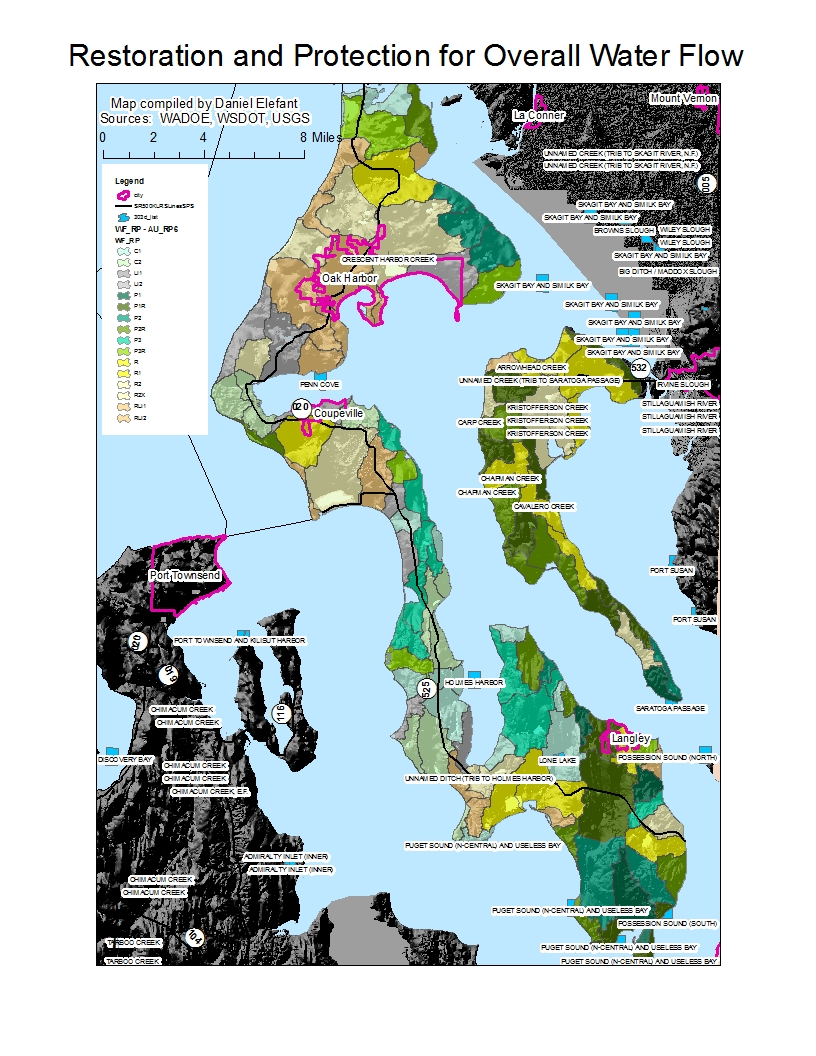 Restoration and Protection for Overall Water Flow
Map compiled by Daniel Elefant
Sources: WADOE, WSDOT, USGS
0 2 4 8 Miles
Legend
city
SR500KLRSLinesSPS
303d_list
WF_RP - AU_RP6
WF_RP
C1
C2
LI1
LI2
P1
P1R
P2
P2R
P3
P3R
R
R1
R2
R2X
RLI1
RLI2
La Conner
Mount Vernon
UNNAMED CREEK (TRIB TO SKAGIT RIVER, N.F.)
UNNAMED CREEK (TRIB TO SKAGIT RIVER, N.F.)
005
SKAGIT BAY AND SIMILK BAY
SKAGIT BAY AND SIMILK BAY
BROWNS SLOUGH
WILEY SLOUGH
WILEY SLOUGH
SKAGIT BAY AND SIMILK BAY
BIG DITCH / MADDOX SLOUGH
CRESCENT HARBOR CREEK
Oak Harbor
SKAGIT BAY AND SIMILK BAY
SKAGIT BAY AND SIMILK BAY
SKAGIT BAY AND SIMILK BAY
SKAGIT BAY AND SIMILK BAY
SKAGIT BAY AND SIMILK BAY
532
ARROWHEAD CREEK
UNNAMED CREEK (TRIB TO SARATOGA PASSAGE)
IRVINE SLOUGH
PENN COVE
STILLAGUAMISH RIVER
STILLAGUAMISH RIVER
STILLAGUAMISH RIVER
020
Coupeville
KRISTOFFERSON CREEK
KRISTOFFERSON CREEK
KRISTOFFERSON CREEK
CARP CREEK
CHAPMAN CREEK
CHAPMAN CREEK
CAVALERO CREEK
Port Townsend
PORT SUSAN
PORT SUSAN
PORT TOWNSEND AND KILISUT HARBOR
020
019
116
525
HOLMES HARBOR
SARATOGA PASSAGE
CHIMACUM CREEK
CHIMACUM CREEK
Langley
DISCOVERY BAY
CHIMACUM CREEK
CHIMACUM CREEK
CHIMACUM CREEK, E.F.
LONE LAKE
POSSESSION SOUND (NORTH)
UNNAMED DITCH (TRIB TO HOLMES HARBOR)
PUGET SOUND (N-CENTRAL) AND USELESS BAY
ADMIRALTY INLET (INNER)
ADMIRALTY INLET (INNER)
CHIMACUM CREEK
CHIMACUM CREEK
PUGET SOUND (N-CENTRAL) AND USELESS BAY
POSSESSION SOUND (SOUTH)
104
TARBOO CREEK
TARBOO CREEK
PUGET SOUND (N-CENTRAL) AND USELESS BAY
PUGET SOUND (N-CENTRAL) AND USELESS BAY